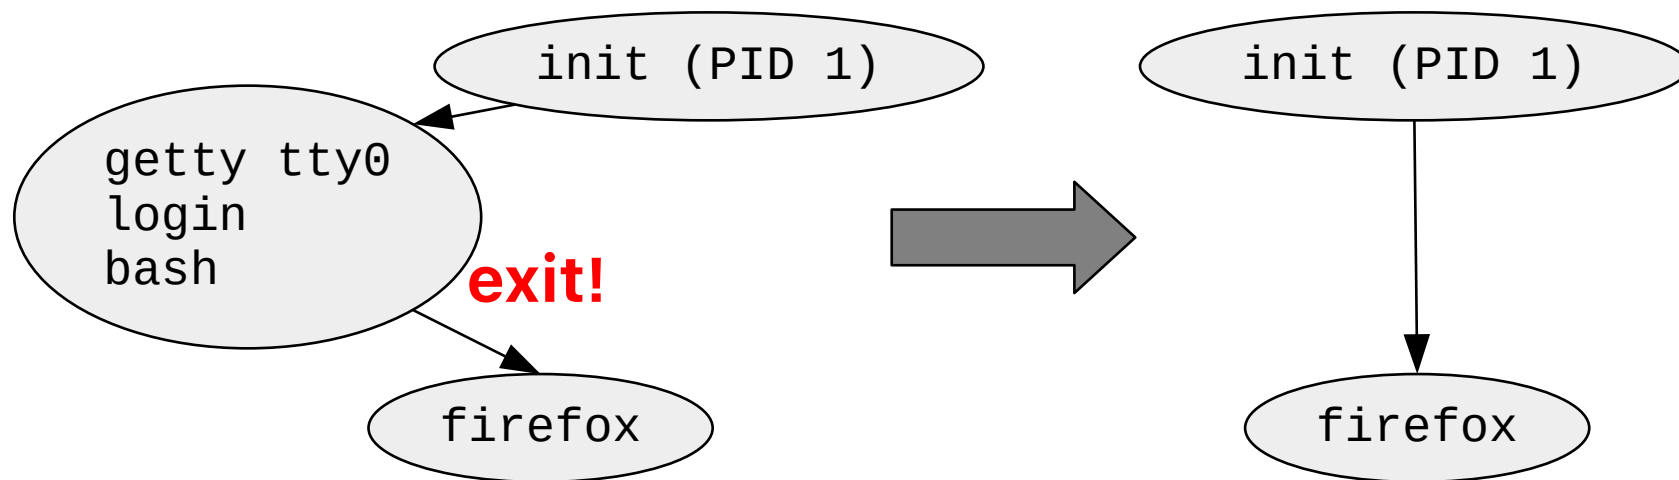 init (PID 1)
getty tty0
login
bash
exit!
firefox
init (PID 1)
firefox